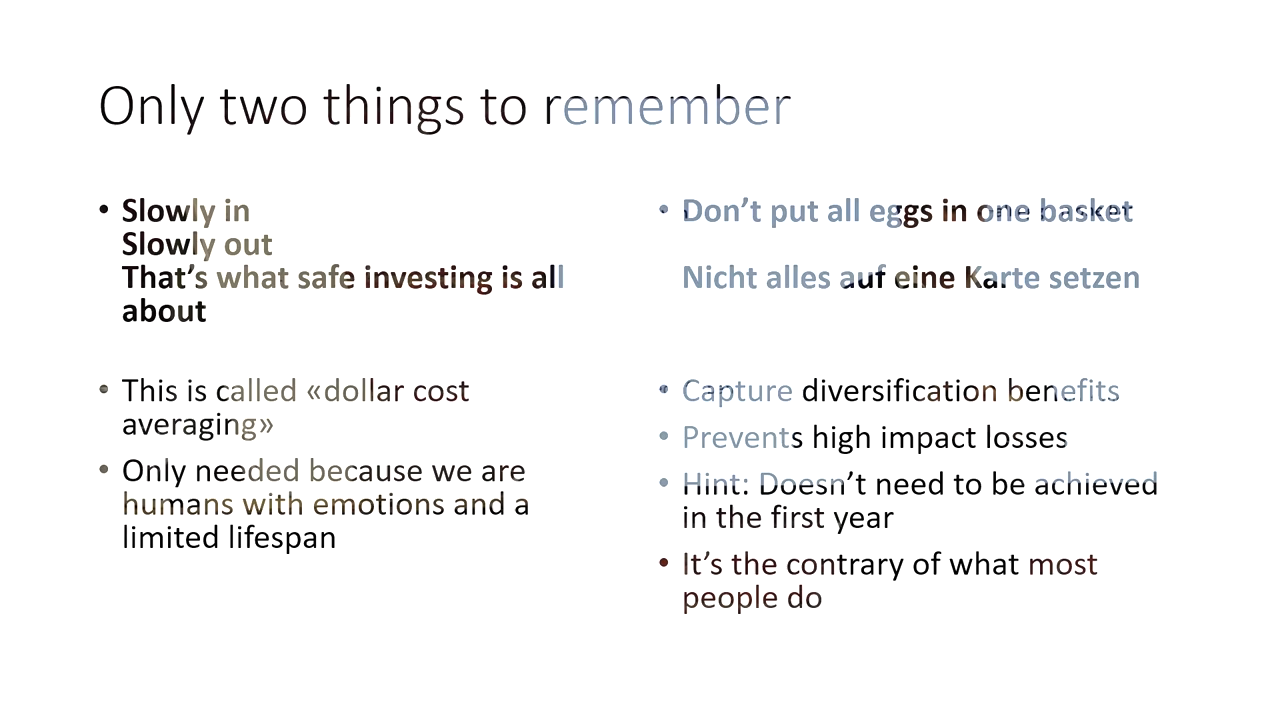 Only two things to remember
• Slowly in
Slowly out
That’s what safe investing is all
about
• This is called «dollar cost
averaging»
• Only needed because we are
humans with emotions and a
limited lifespan
• Don’t put all eggs in one basket
Nicht alles auf eine Karte setzen
• Capture diversification benefits
• Prevents high impact losses
• Hint: Doesn’t need to be achieved
in the first year
• It’s the contrary of what most
people do